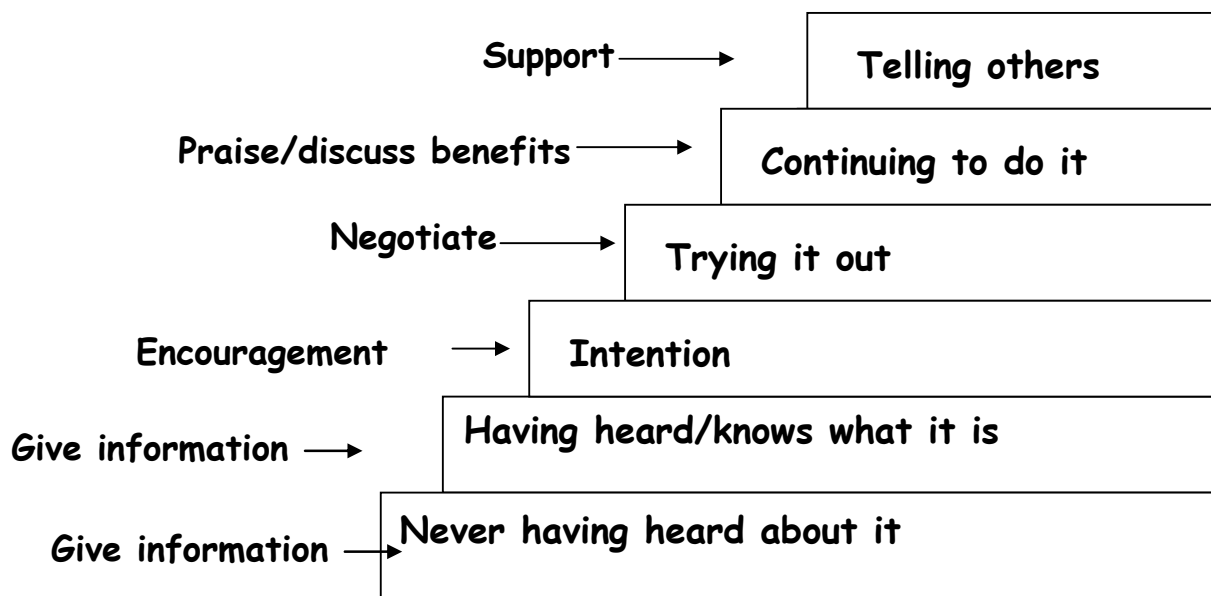 Support
Telling others
Praise/discuss benefits
Continuing to do it
Negotiate
Trying it out
Encouragement
Intention
Give information
Having heard/knows what it is
Give information
Never having heard about it